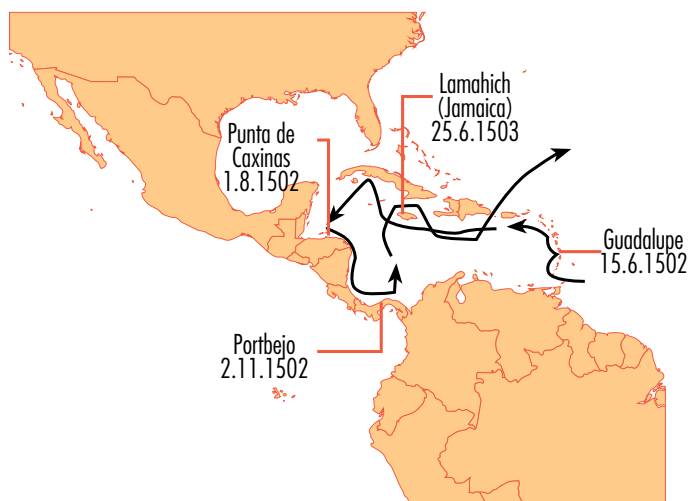 Lamahich
(Jamaica)
25.6.1503
Punta de
Caxinas
1.8.1502
Guadalupe
15.6.1502
Portbejo
2.11.1502